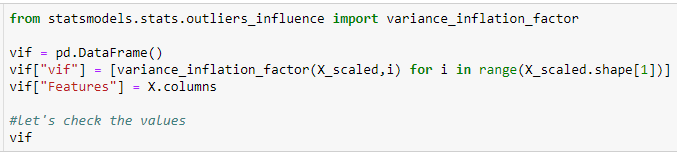 from statsmodels.stats.outliers_influence import variance_inflation_factor
vif = pd.DataFrame()
vif["vif"] = [variance_inflation_factor(X_scaled,i) for i in range(X_scaled.shape[1])]
vif["Features"] = X.columns
#let's check the values
vif